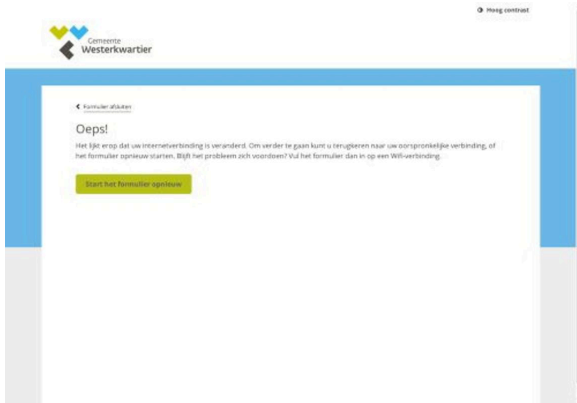 Hoog contrast
Gemeente
Westerkwartier
Formulier afsluiten
Oeps!
Het lijkt erop dat uw internetverbinding is veranderd. Om verder te gaan kunt u terugkeren naar uw oorspronkelijke verbinding, of
het formulier opnieuw starten. Blijft het probleem zich voordoen? Vul het formulier dan in op een Wifi-verbinding.
Start het formulier opnieuw